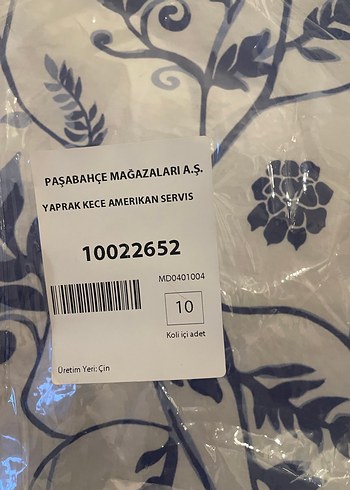 PAŞABAHÇE MAĞAZALARI A.Ş.
YAPRAK KECE AMERIKAN SERVIS
10022652
MD0401004
10
Koli içi adet
Üretim Yeri: Çin